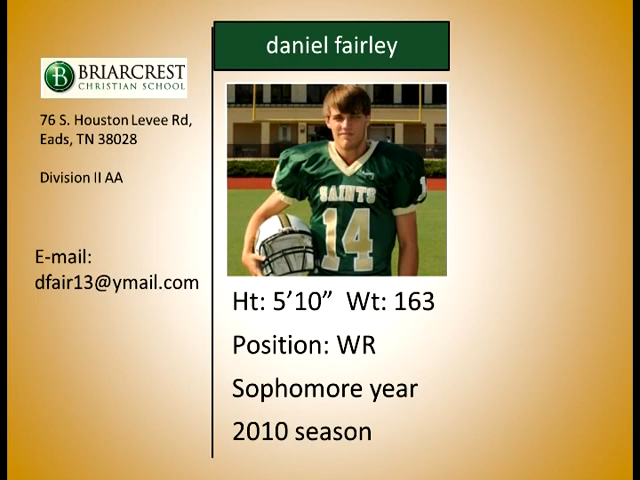 daniel fairley
BRIARCREST
CHRISTIAN SCHOOL
76 S. Houston Levee Rd,
Eads, TN 38028
Division II AA
E-mail:
dfair13@ymail.com
SAINTS
14
Ht: 5’10” Wt: 163
Position: WR
Sophomore year
2010 season